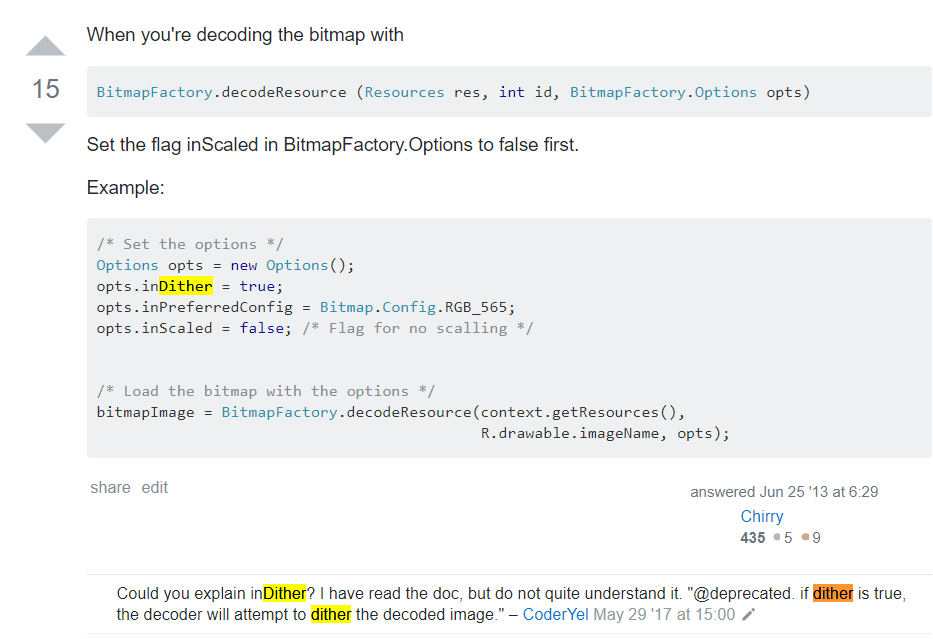 When you're decoding the bitmap with
15
BitmapFactory.decodeResource (Resources res, int id, BitmapFactory.Options opts)
Set the flag inScaled in BitmapFactory.Options to false first.
Example:
/* Set the options */
Options opts = new Options();
opts.inDither = true;
opts.inPreferredConfig = Bitmap.Config.RGB_565;
opts.inScaled = false; /* Flag for no scalling */
/* Load the bitmap with the options */
bitmapImage = BitmapFactory.decodeResource(context.getResources(),
R.drawable.imageName, opts);
share edit
answered Jun 25 '13 at 6:29
Chirry
435 5 9
Could you explain inDither? I have read the doc, but do not quite understand it. "@deprecated. if dither is true,
the decoder will attempt to dither the decoded image." – CoderYel May 29 '17 at 15:00